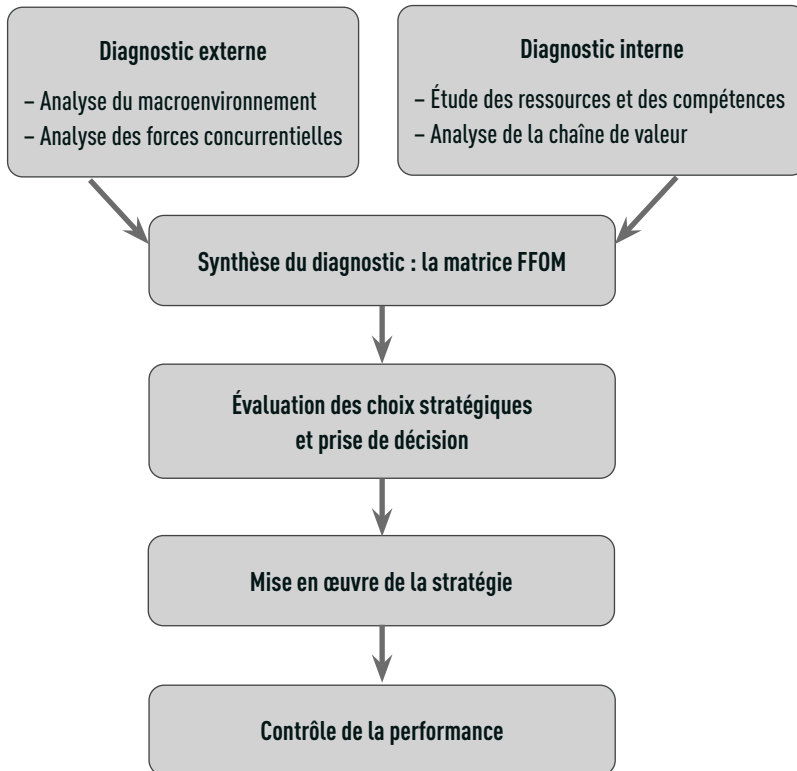 Diagnostic externe
– Analyse du macroenvironnement
– Analyse des forces concurrentielles
Diagnostic interne
– Étude des ressources et des compétences
– Analyse de la chaîne de valeur
Synthèse du diagnostic : la matrice FFOM
Évaluation des choix stratégiques
et prise de décision
Mise en œuvre de la stratégie
Contrôle de la performance